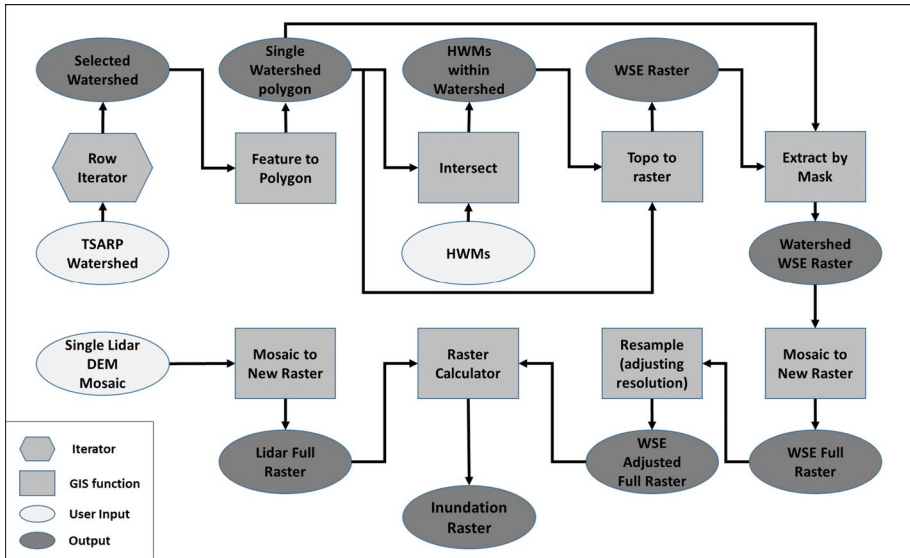 Selected
Watershed
Single
Watershed
polygon
HWMs
within
Watershed
WSE Raster
Row
Iterator
Feature to
Polygon
Intersect
Topo to
raster
Extract by
Mask
TSARP
Watershed
HWMs
Watershed
WSE Raster
Single Lidar
DEM
Mosaic
Mosaic to
New Raster
Raster
Calculator
Resample
(adjusting
resolution)
Mosaic to
New Raster
Lidar Full
Raster
WSE
Adjusted
Full Raster
WSE Full
Raster
Inundation
Raster
Iterator
GIS function
User Input
Output